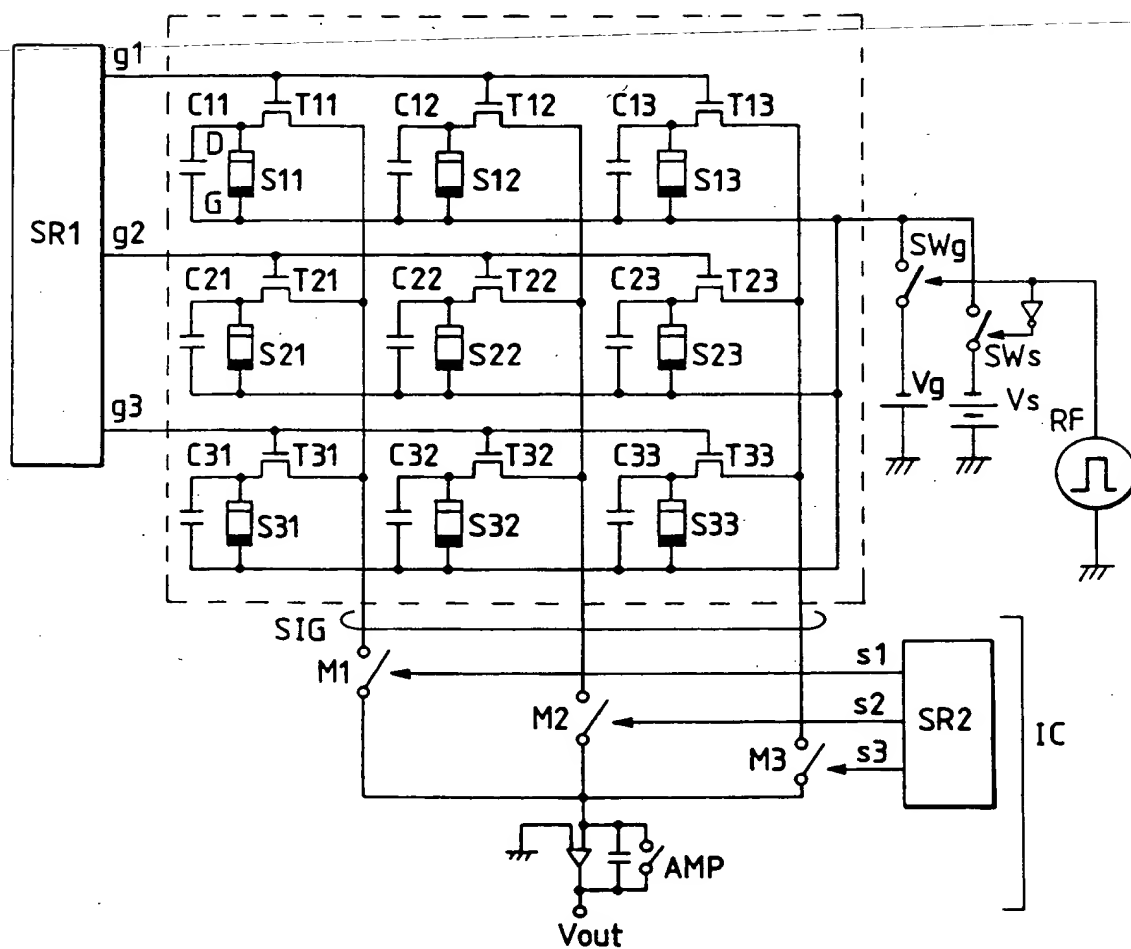 g1
C11 T11 C12 T12 C13 T13
D
S11 S12 S13
G
SR1
g2
SWg
C21 T21 C22 T22 C23 T23
S21 S22 S23
SWs
Vg Vs
g3
RF
C31 T31 C32 T32 C33 T33
S31 S32 S33
SIG
M1 s1
M2 s2 SR2 IC
M3 s3
AMP
Vout